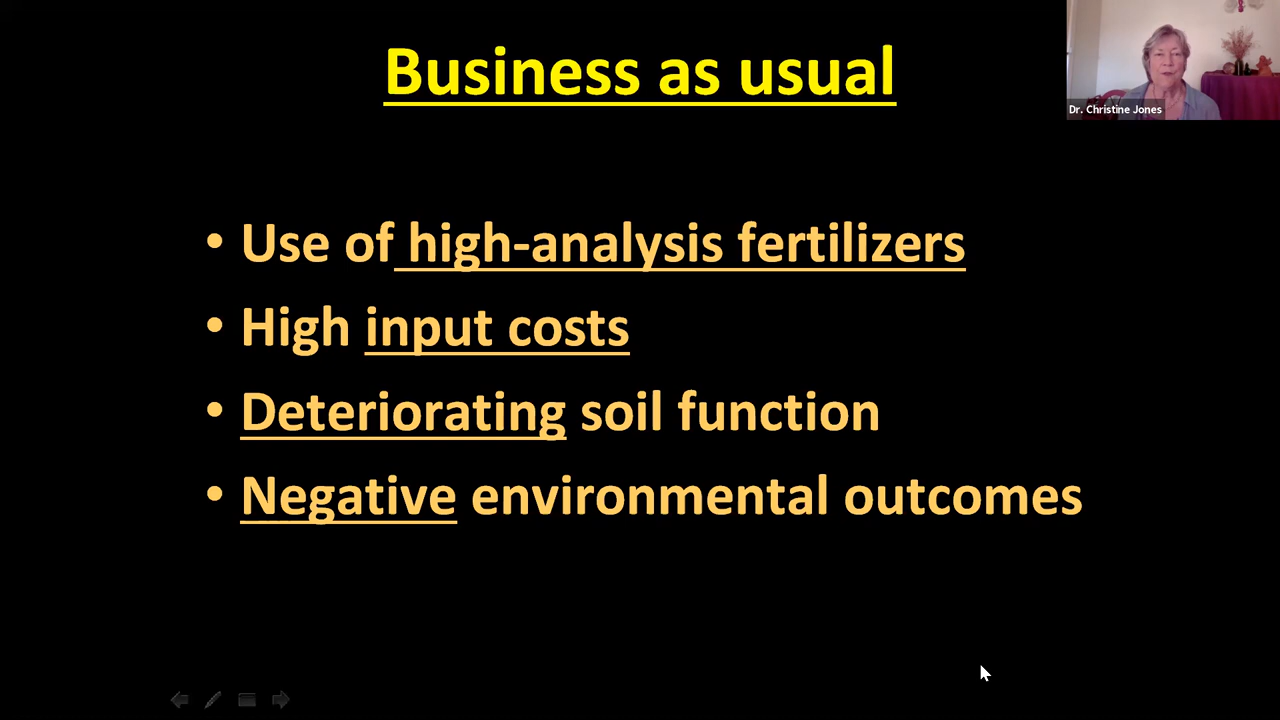 Business as usual
Dr. Christine Jones
• Use of high-analysis fertilizers
• High input costs
• Deteriorating soil function
• Negative environmental outcomes